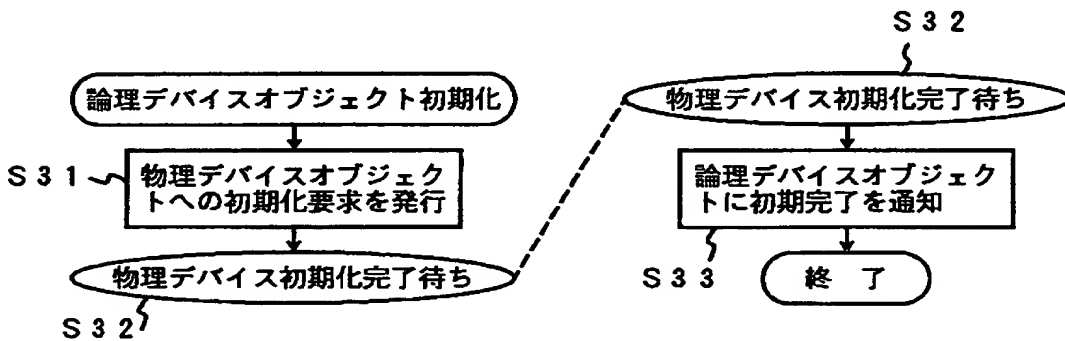 論理デバイスオブジェクト初期化
S31
物理デバイスオブジェク
トへの初期化要求を発行
物理デバイス初期化完了待ち
S32
S32
物理デバイス初期化完了待ち
論理デバイスオブジェク
トに初期完了を通知
S33
終 了